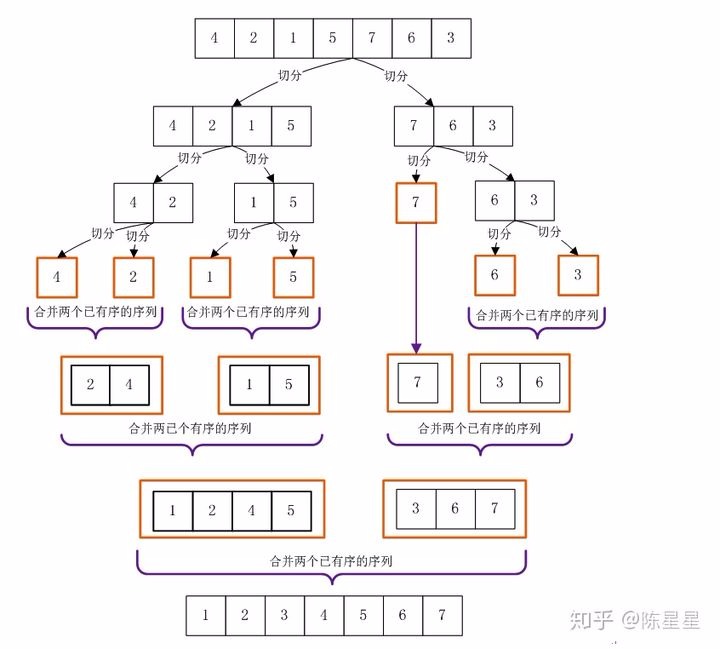 4 2 1 5 7 6 3
切分 切分
4 2 1 5 7 6 3
切分 切分 切分 切分
4 2 1 5 7 6 3
切分 切分 切分 切分 切分 切分
4 2 1 5 6 3
合并两个已有序的序列 合并两个已有序的序列 合并两个已有序的序列
2 4 1 5 7 3 6
合并两已个有序的序列 合并两个已有序的序列
1 2 4 5 3 6 7
合并两个已有序的序列
1 2 3 4 5 6 7
知乎 @陈星星